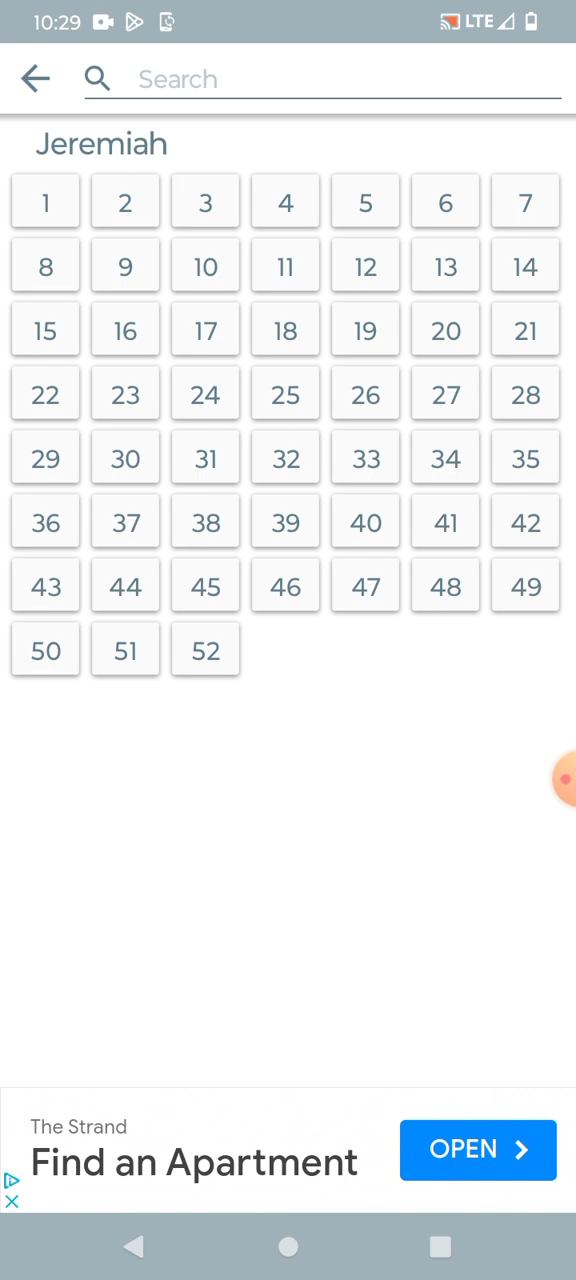 10:29 LTE
Search
Jeremiah
1 2 3 4 5 6 7
8 9 10 11 12 13 14
15 16 17 18 19 20 21
22 23 24 25 26 27 28
29 30 31 32 33 34 35
36 37 38 39 40 41 42
43 44 45 46 47 48 49
50 51 52
The Strand
Find an Apartment
OPEN